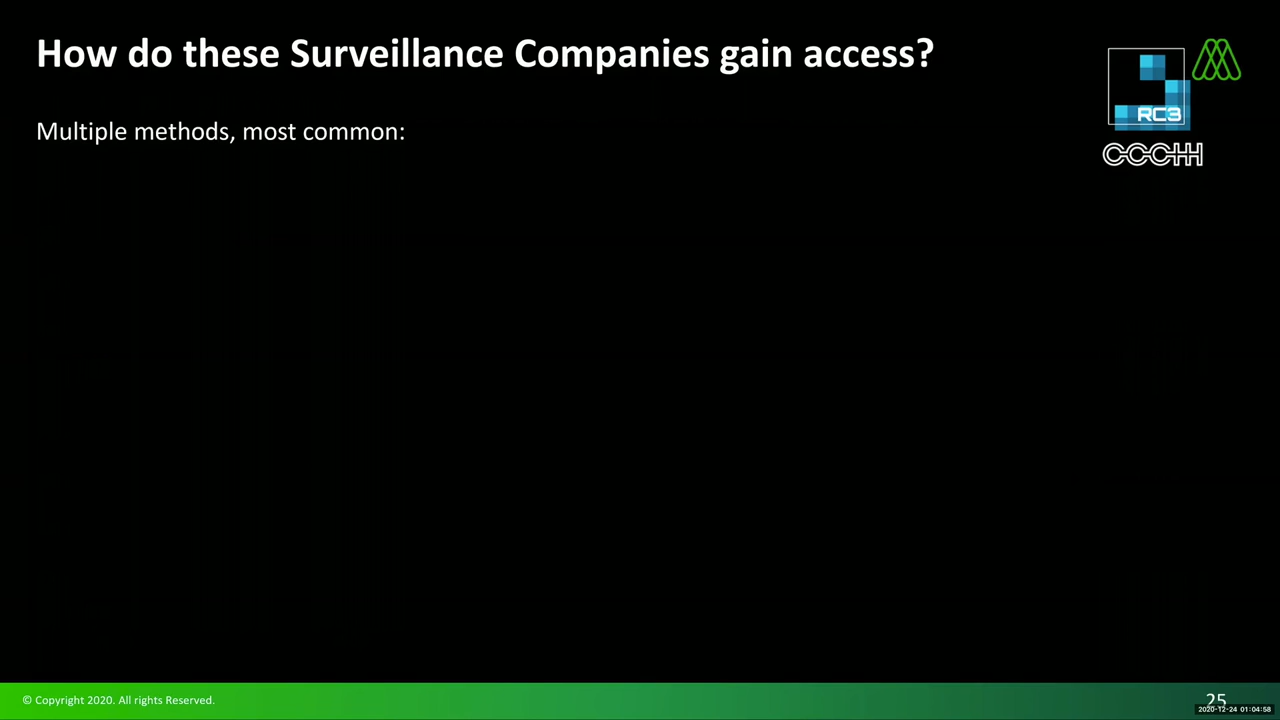 How do these Surveillance Companies gain access?
Multiple methods, most common:
RC3
CCCHH
© Copyright 2020. All rights Reserved.
25
2020-12-24 01:04:58